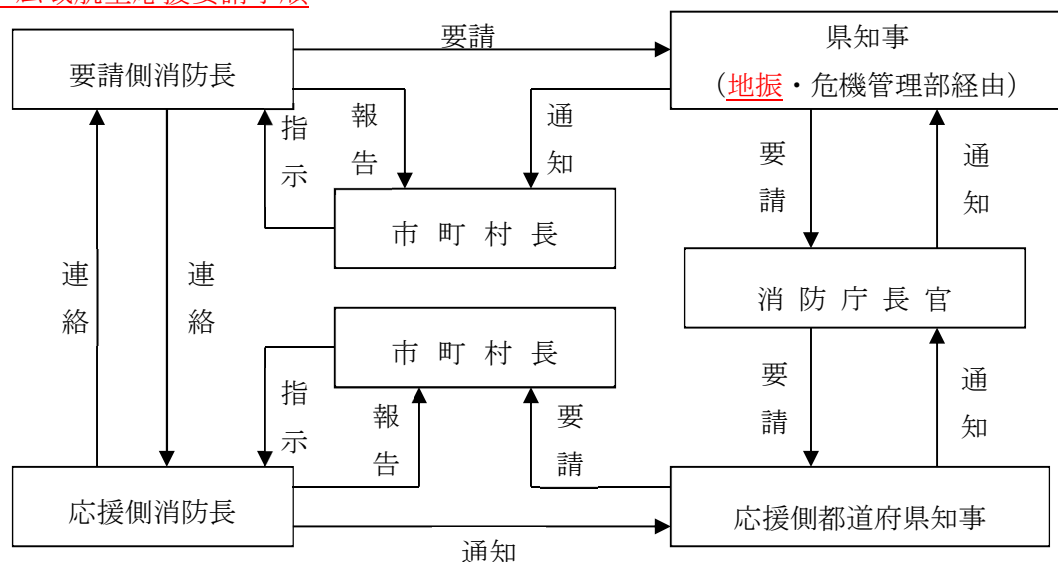 広域航空応援要請手順
要請
要請側消防長
県知事
（地振・危機管理部経由）
指示
報告
通知
要請
通知
市町村長
連絡
連絡
消防庁長官
市町村長
指示
報告
要請
要請
通知
応援側消防長
応援側都道府県知事
通知